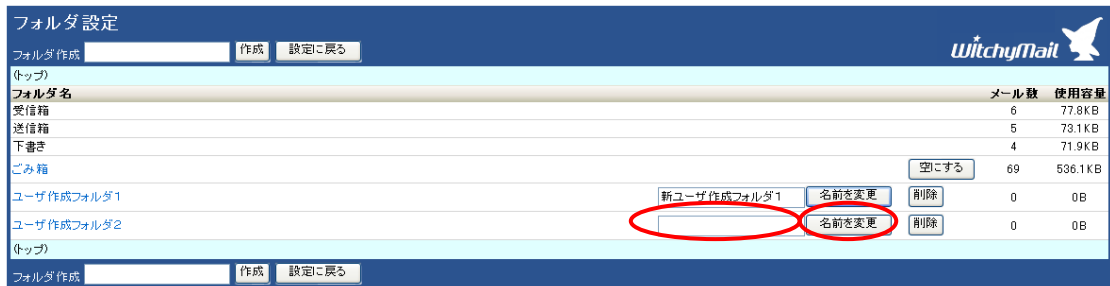 フォルダ設定
フォルダ作成 作成 設定に戻る WitchyMail
(トップ)
フォルダ名 メール数 使用容量
受信箱 6 77.8KB
送信箱 5 73.1KB
下書き 4 71.9KB
ごみ箱 空にする 69 536.1KB
ユーザ作成フォルダ1 新ユーザ作成フォルダ1 名前を変更 削除 0 0B
ユーザ作成フォルダ2 名前を変更 削除 0 0B
(トップ)
フォルダ作成 作成 設定に戻る